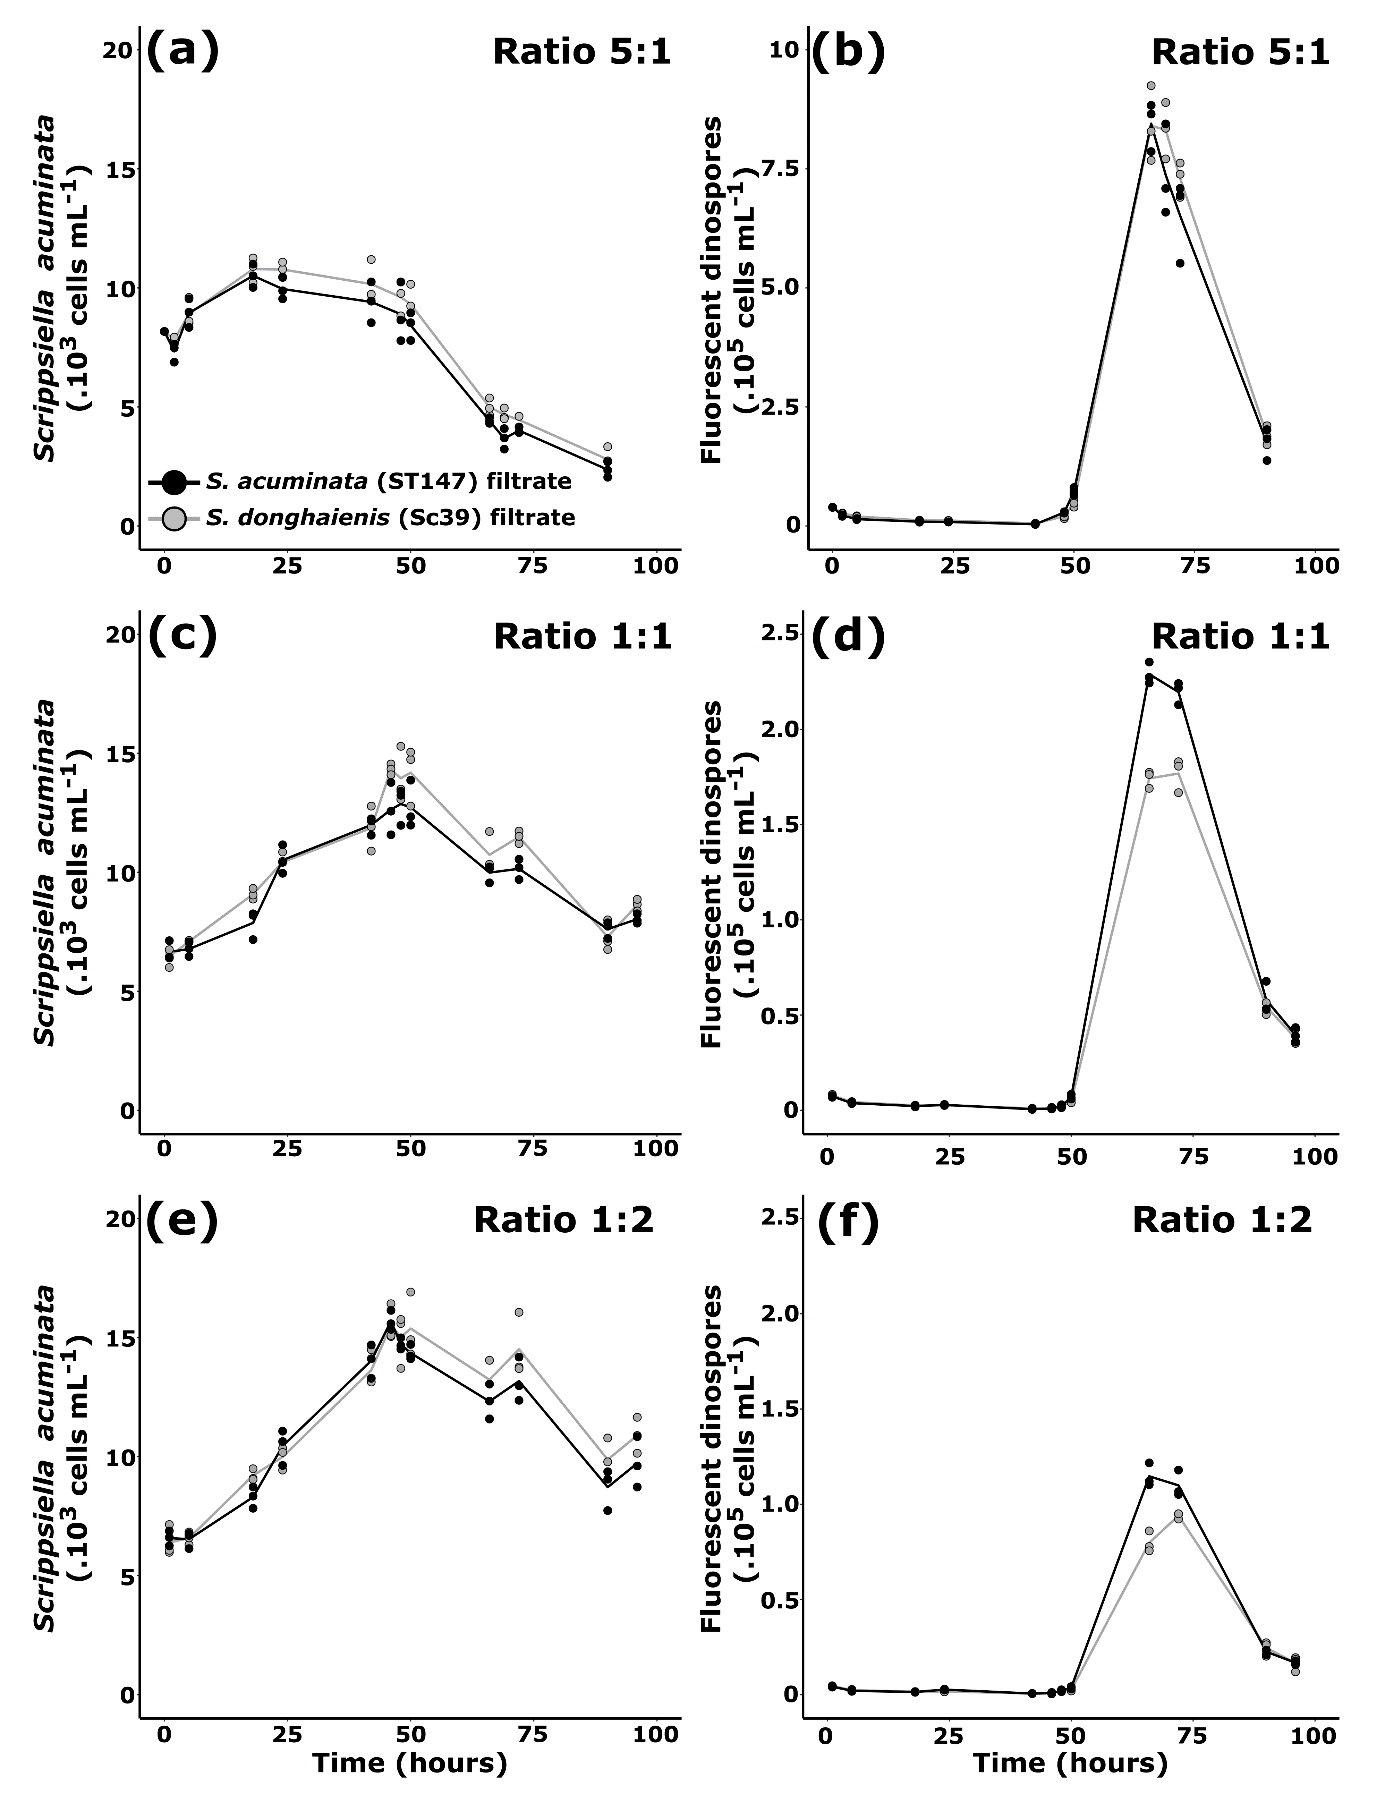 (a) Ratio 5:1
Scrippsiella acuminata
(.10³ cells mL⁻¹)
20
15
10
5
0
S. acuminata (ST147) filtrate
S. donghaienis (Sc39) filtrate
0 25 50 75 100
(b) Ratio 5:1
Fluorescent dinospores
(.10⁵ cells mL⁻¹)
10
7.5
5.0
2.5
0
0 25 50 75 100
(c) Ratio 1:1
Scrippsiella acuminata
(.10³ cells mL⁻¹)
20
15
10
5
0
0 25 50 75 100
(d) Ratio 1:1
Fluorescent dinospores
(.10⁵ cells mL⁻¹)
2.5
2.0
1.5
1.0
0.5
0
0 25 50 75 100
(e) Ratio 1:2
Scrippsiella acuminata
(.10³ cells mL⁻¹)
20
15
10
5
0
0 25 50 75 100
Time (hours)
(f) Ratio 1:2
Fluorescent dinospores
(.10⁵ cells mL⁻¹)
2.5
2.0
1.5
1.0
0.5
0
0 25 50 75 100
Time (hours)